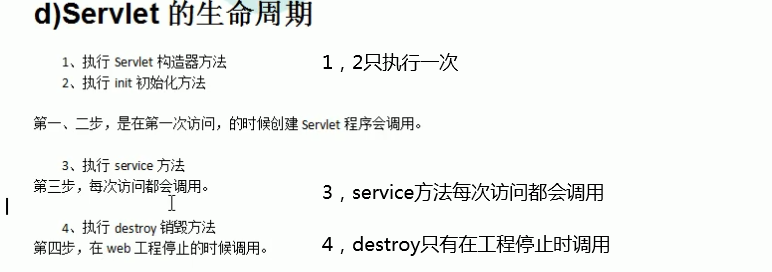 d)Servlet 的生命周期
1、执行 Servlet 构造器方法
2、执行 init 初始化方法
1，2只执行一次
第一、二步，是在第一次访问，的时候创建 Servlet 程序会调用。
3、执行 service 方法
第三步，每次访问都会调用。
3，service方法每次访问都会调用
4、执行 destroy 销毁方法
第四步，在 web 工程停止的时候调用。
4，destroy只有在工程停止时调用